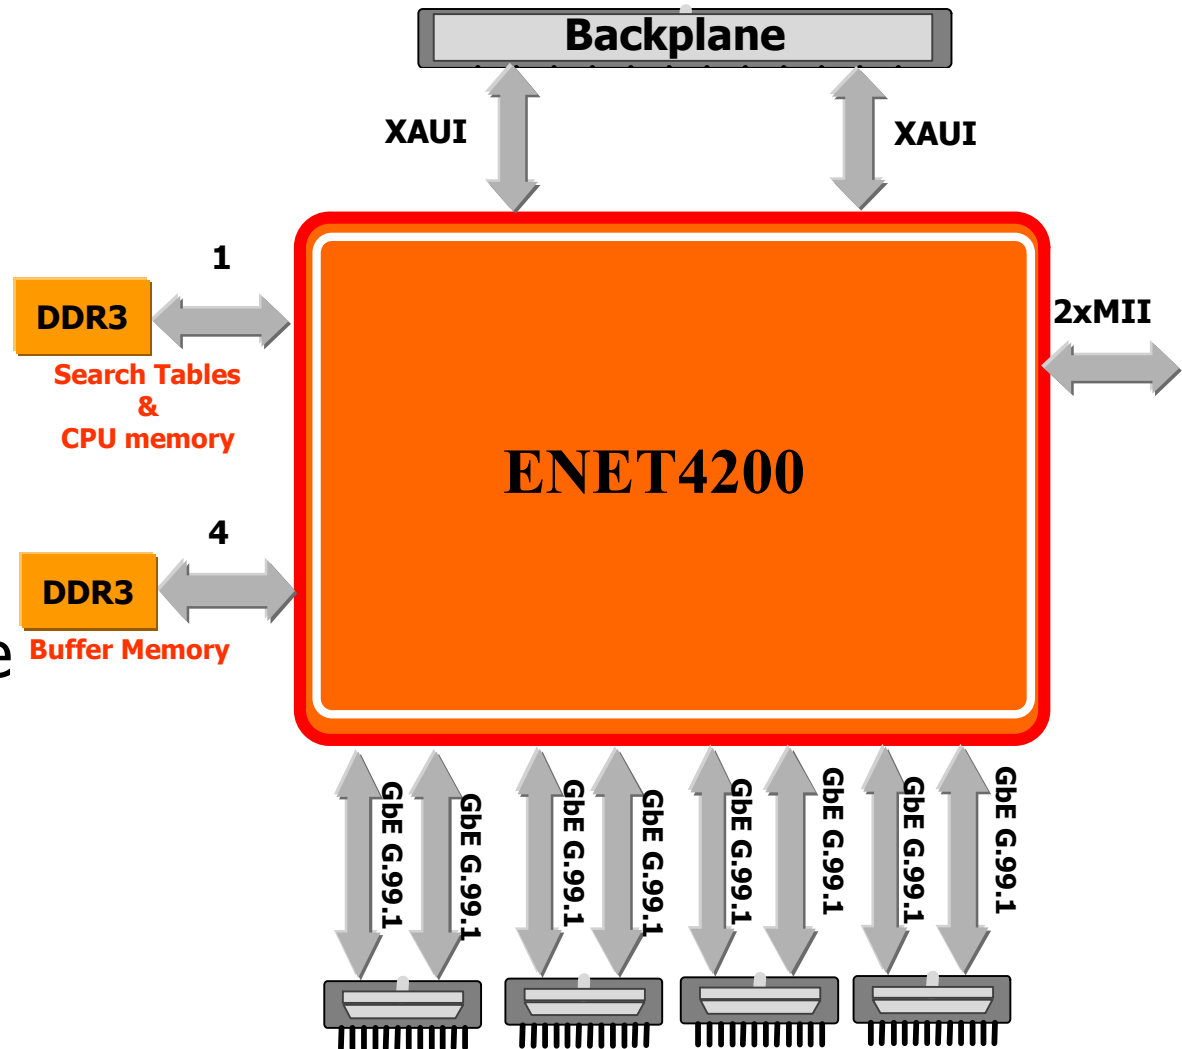 Backplane
XAUI
XAUI
1
DDR3
2xMII
Search Tables
&
CPU memory
ENET4200
4
DDR3
e
Buffer Memory
GbE G.99.1
GbE G.99.1
GbE G.99.1
GbE G.99.1
GbE G.99.1
GbE G.99.1
GbE G.99.1
GbE G.99.1